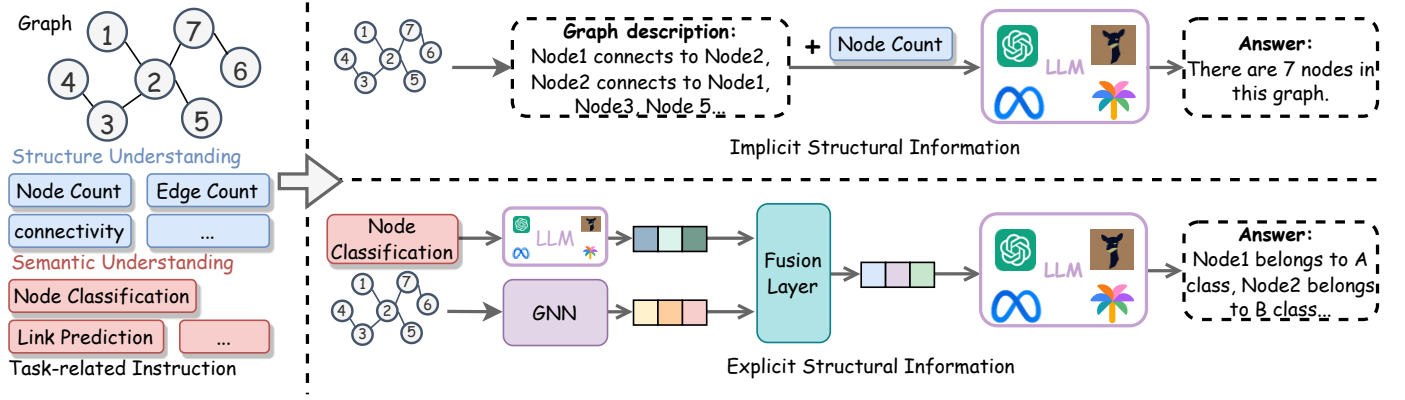 Graph
1
7
4
2
6
3
5
Structure Understanding
Node Count
Edge Count
connectivity
...
Semantic Understanding
Node Classification
Link Prediction
...
Task-related Instruction
1
7
4
2
6
3
5
Graph description:
Node1 connects to Node2,
Node2 connects to Node1,
Node3, Node 5...
+
Node Count
LLM
Answer:
There are 7 nodes in
this graph.
Implicit Structural Information
Node
Classification
LLM
1
7
4
2
6
3
5
GNN
Fusion
Layer
LLM
Answer:
Node1 belongs to A
class, Node2 belongs
to B class...
Explicit Structural Information